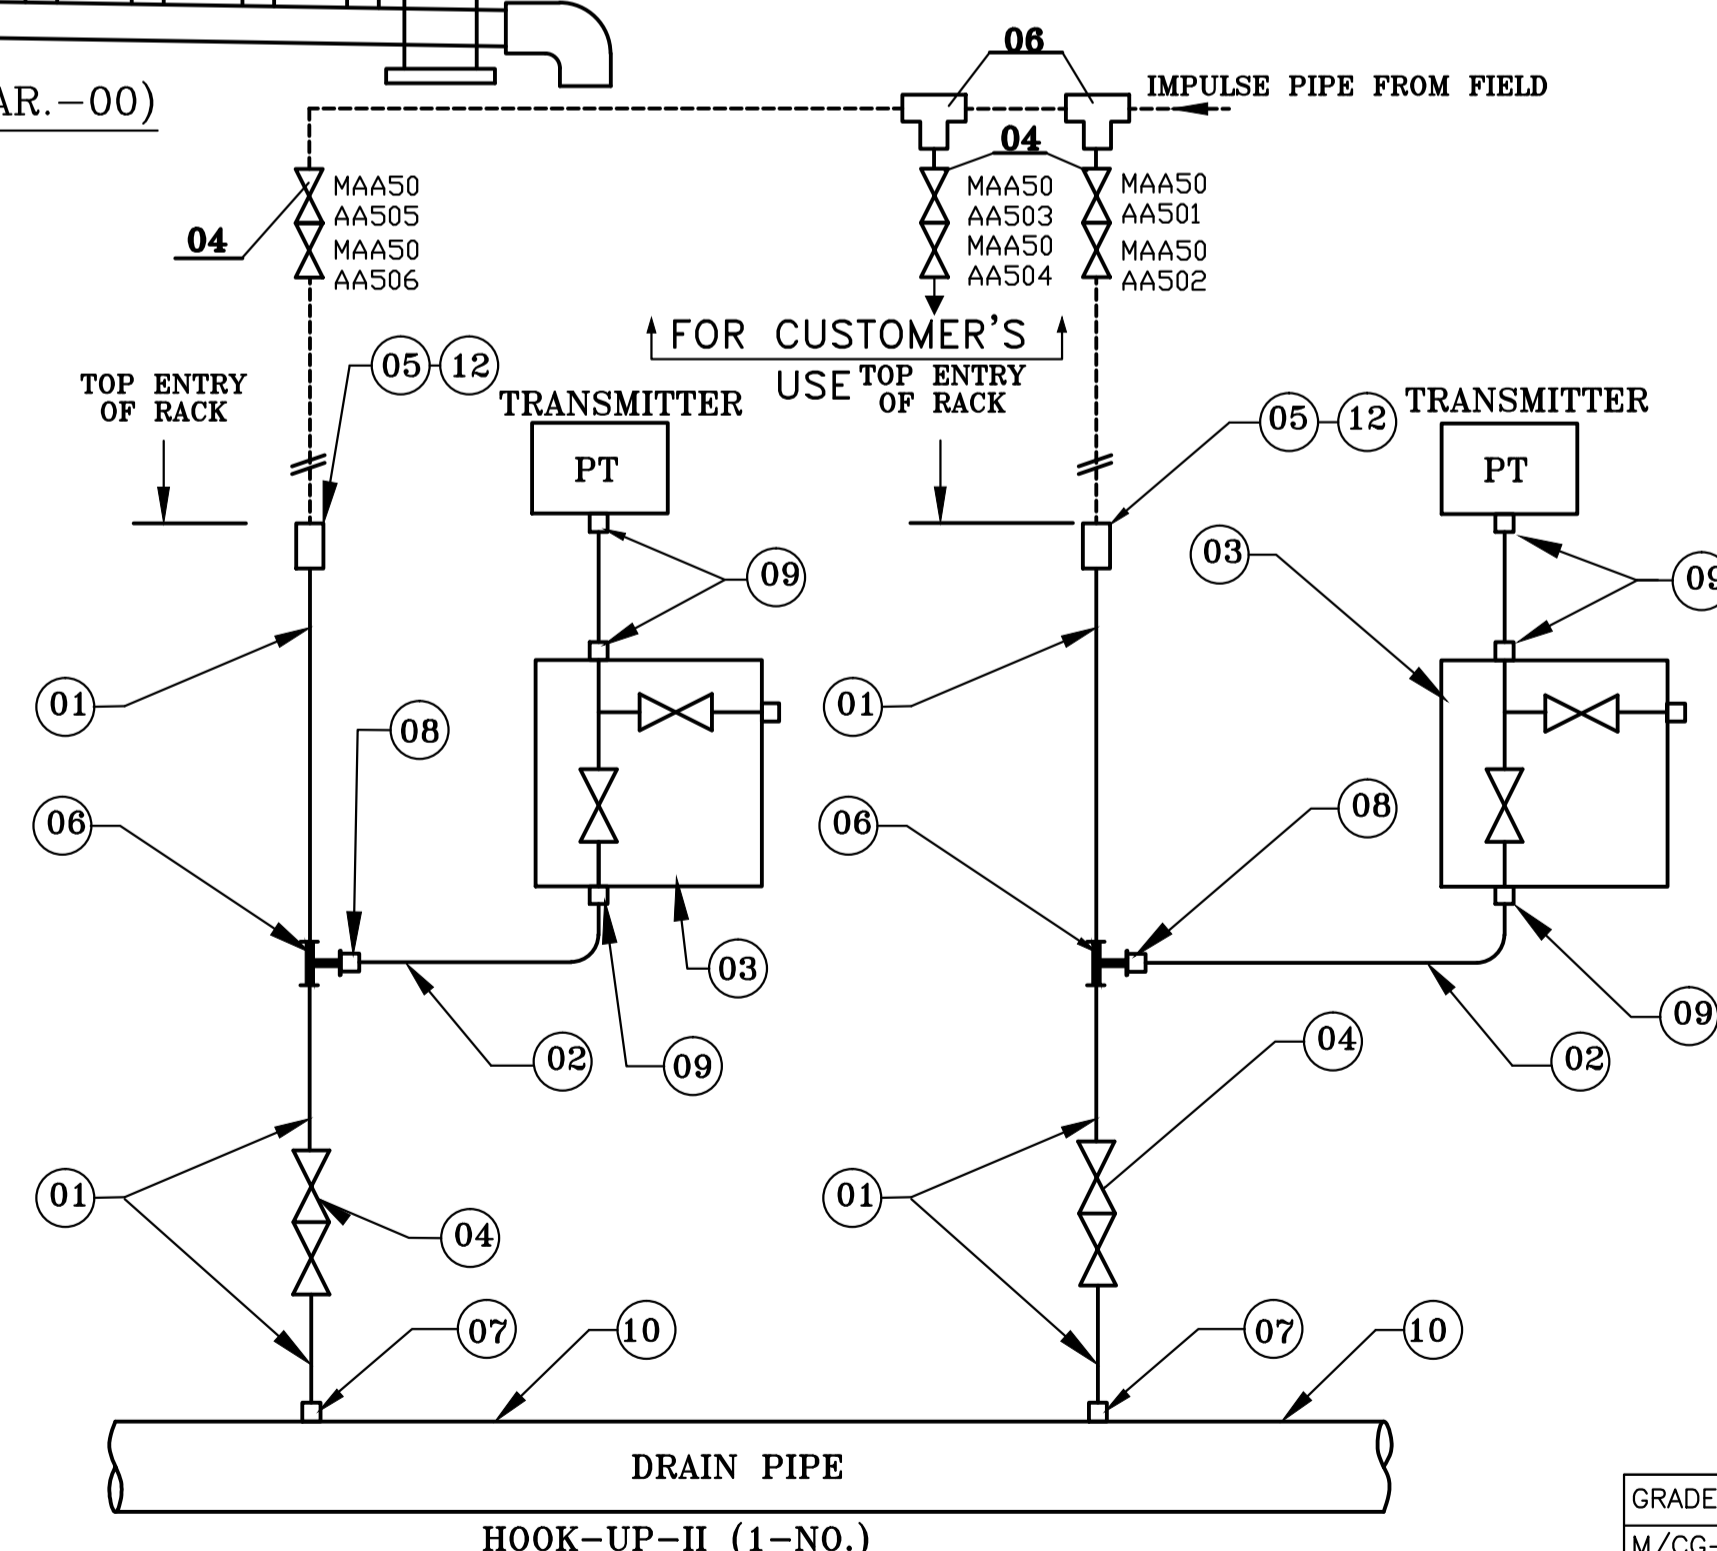 AR.-00)
06
IMPULSE PIPE FROM FIELD
04
MAA50
AA505
MAA50
AA506
04
MAA50
AA503
MAA50
AA504
MAA50
AA501
MAA50
AA502
FOR CUSTOMER'S
USE
TOP ENTRY
OF RACK
05
12
TRANSMITTER
PT
TOP ENTRY
OF RACK
05
12
TRANSMITTER
PT
09
03
09
01
08
01
08
06
06
03
02
09
04
02
09
01
04
01
07
10
07
10
DRAIN PIPE
HOOK-UP-II (1-NO.)
GRADE
M/CG-